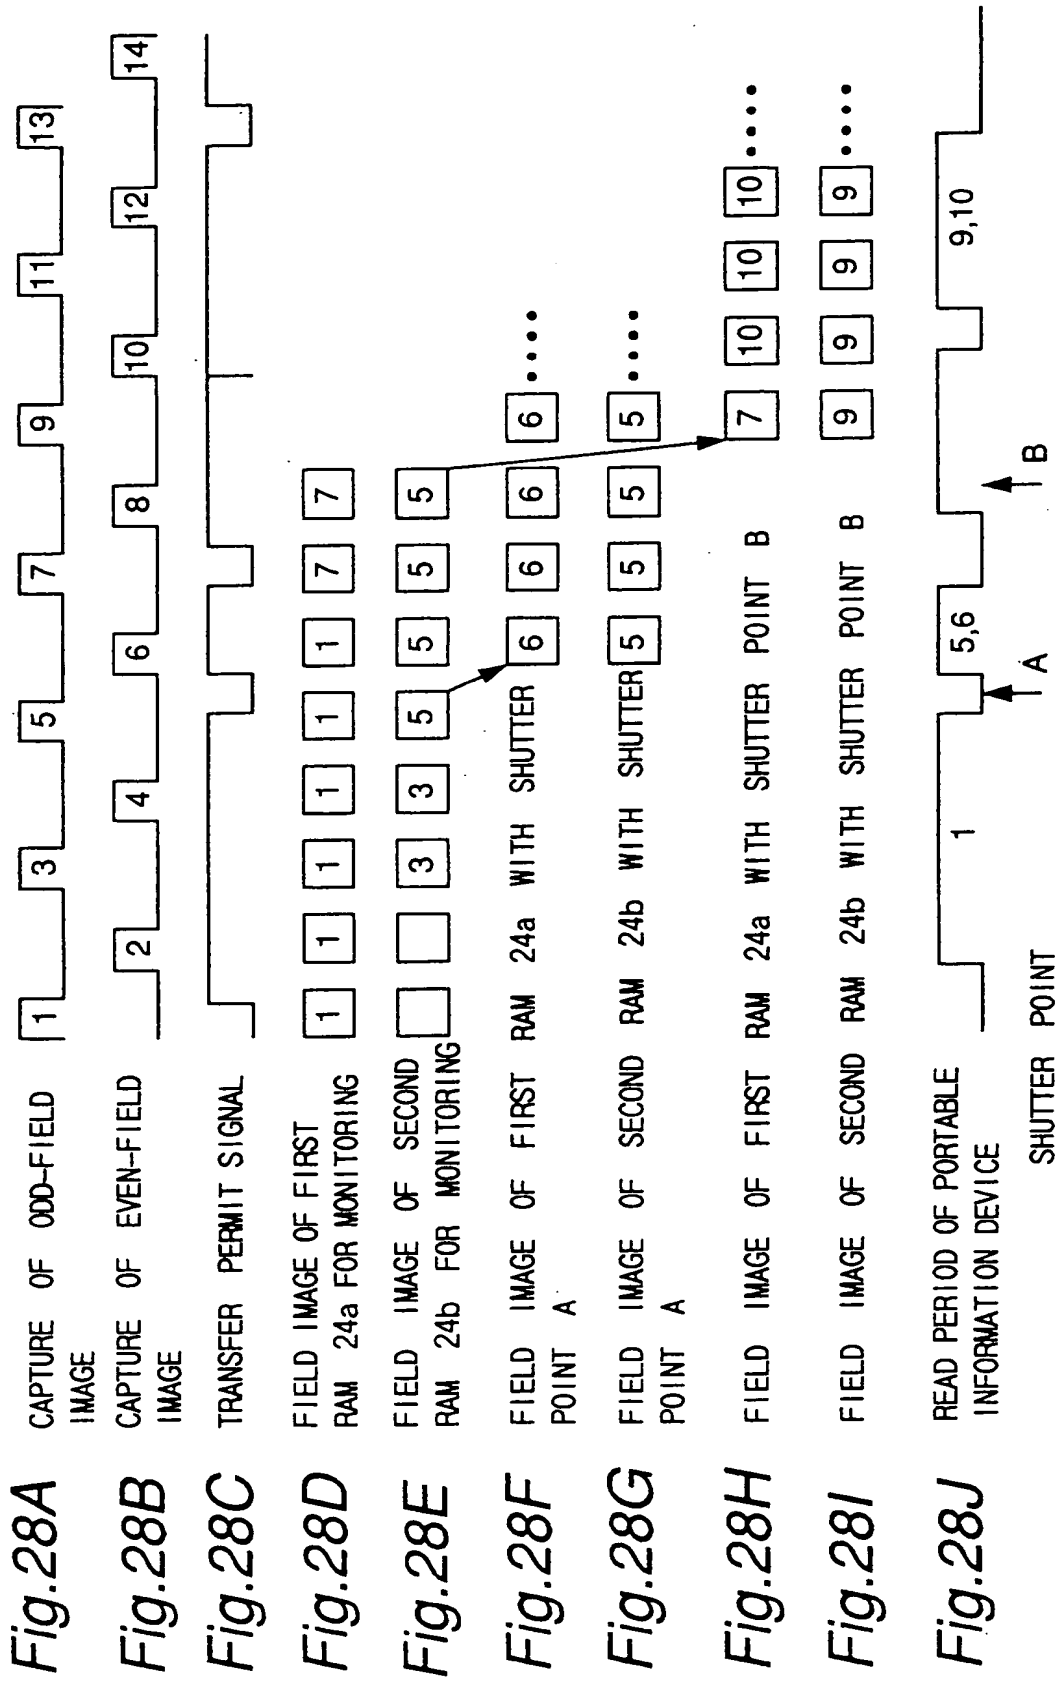 Fig.28A
CAPTURE OF ODD-FIELD
IMAGE
1 3 5 7 9 11 13
Fig.28B
CAPTURE OF EVEN-FIELD
IMAGE
2 4 6 8 10 12 14
Fig.28C
TRANSFER PERMIT SIGNAL
Fig.28D
FIELD IMAGE OF FIRST
RAM 24a FOR MONITORING
1 1 1 1 1 1 7 7
Fig.28E
FIELD IMAGE OF SECOND
RAM 24b FOR MONITORING
3 3 5 5 5 5
Fig.28F
FIELD IMAGE OF FIRST RAM 24a WITH SHUTTER
POINT A
6 6 6 6 ....
Fig.28G
FIELD IMAGE OF SECOND RAM 24b WITH SHUTTER
POINT A
5 5 5 5 ....
Fig.28H
FIELD IMAGE OF FIRST RAM 24a WITH SHUTTER POINT B
7 10 10 10 ....
Fig.28I
FIELD IMAGE OF SECOND RAM 24b WITH SHUTTER POINT B
9 9 9 9 ....
Fig.28J
READ PERIOD OF PORTABLE
INFORMATION DEVICE
1 5,6 9,10
SHUTTER POINT A B